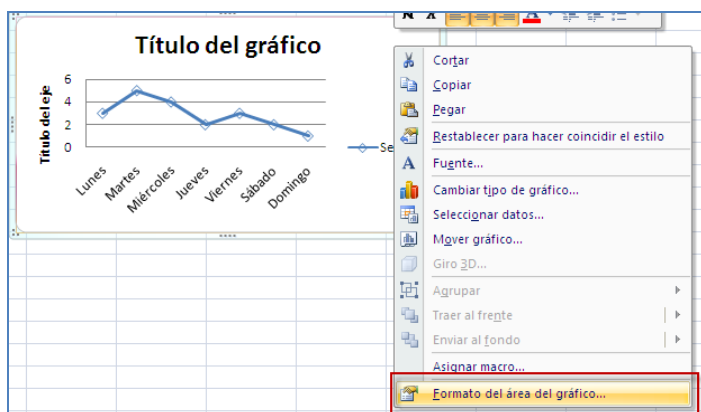 Título del gráfico
Título del eje
6
4
2
0
Lunes
Martes
Miércoles
Jueves
Viernes
Sábado
Domingo
Se
N A A
Cortar
Copiar
Pegar
Restablecer para hacer coincidir el estilo
Fuente...
Cambiar tipo de gráfico...
Seleccionar datos...
Mover gráfico...
Giro 3D...
Agrupar
Traer al frente
Enviar al fondo
Asignar macro...
Formato del área del gráfico...